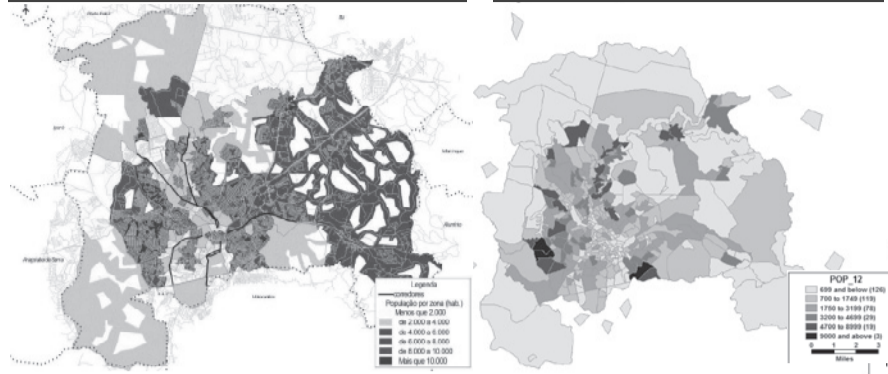 Legenda
corredores
População por zona (hab.)
Menos que 2.000
de 2.000 a 4.000
de 4.000 a 6.000
de 6.000 a 8.000
de 8.000 a 10.000
Mais que 10.000
POP_12
699 and below (126)
700 to 1749 (119)
1750 to 3199 (78)
3200 to 4699 (29)
4700 to 8999 (19)
9000 and above (3)
0 1 2 3
Miles